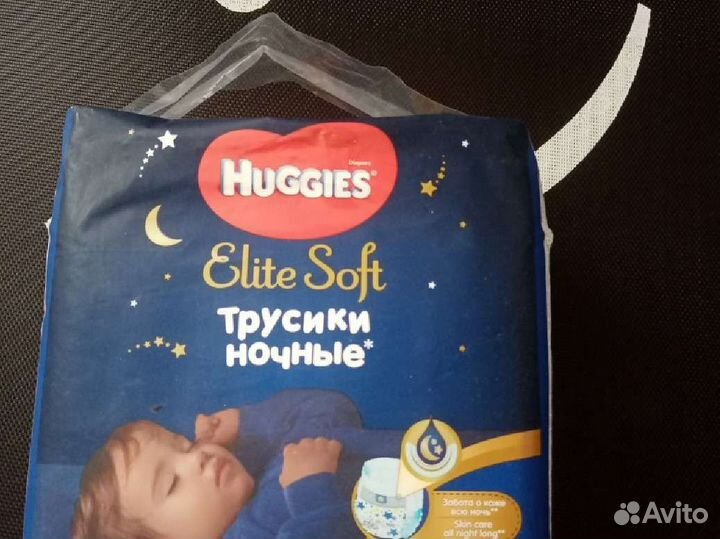 Diapers
HUGGIES®
Elite Soft
трусики
ночные*
Забота о коже
всю ночь**
Skin care
all night long**
Avito